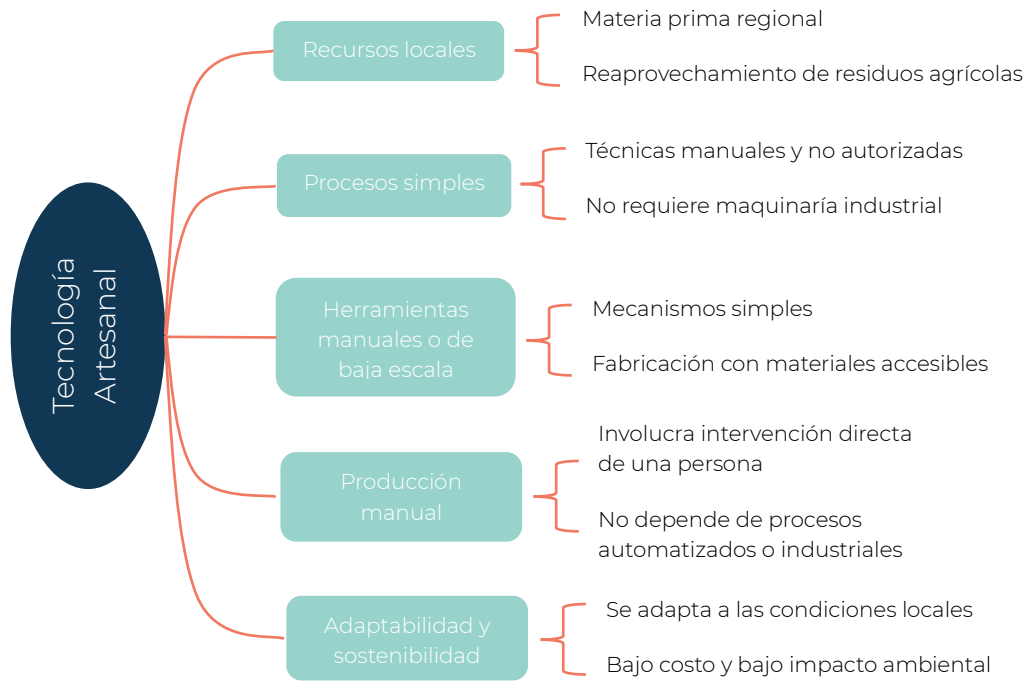 Tecnología
Artesanal
Recursos locales
Materia prima regional
Reaprovechamiento de residuos agrícolas
Procesos simples
Técnicas manuales y no autorizadas
No requiere maquinaría industrial
Herramientas
manuales o de
baja escala
Mecanismos simples
Fabricación con materiales accesibles
Producción
manual
Involucra intervención directa
de una persona
No depende de procesos
automatizados o industriales
Adaptabilidad y
sostenibilidad
Se adapta a las condiciones locales
Bajo costo y bajo impacto ambiental